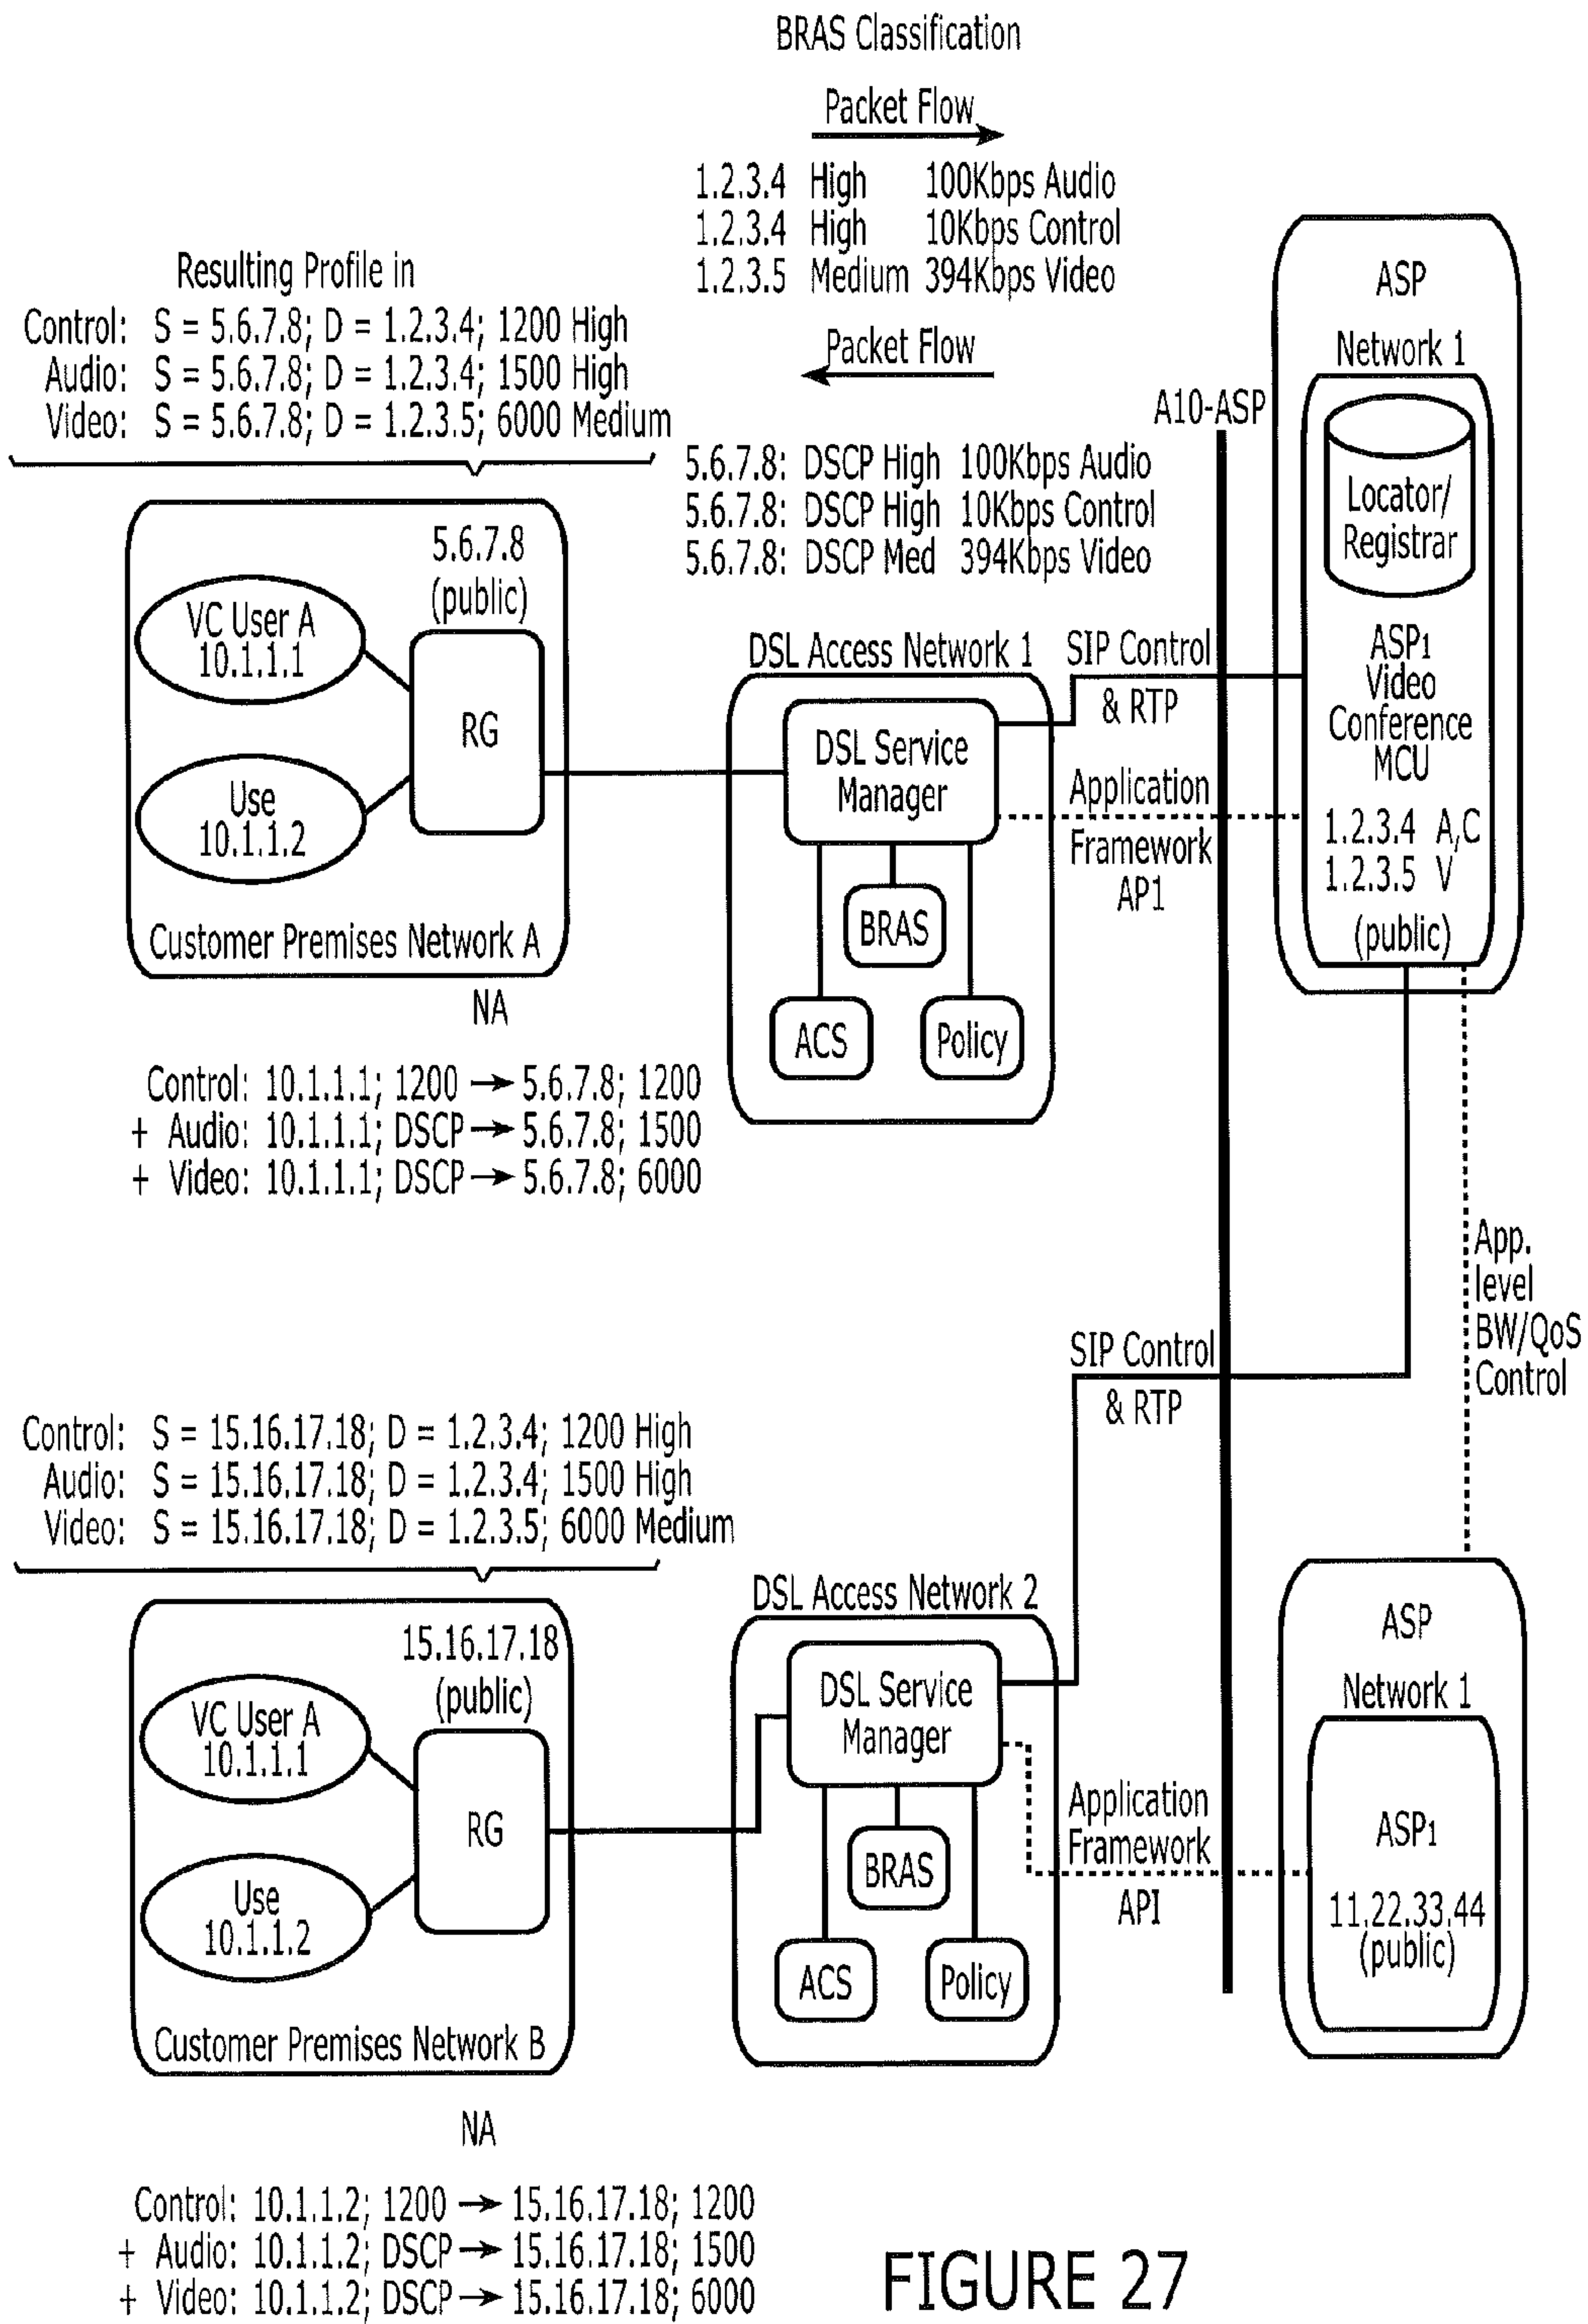 BRAS Classification
Packet Flow
1.2.3.4 High 100Kbps Audio
1.2.3.4 High 10Kbps Control
1.2.3.5 Medium 394Kbps Video
Packet Flow
5.6.7.8: DSCP High 100Kbps Audio
5.6.7.8: DSCP High 10Kbps Control
5.6.7.8: DSCP Med 394Kbps Video
Resulting Profile in
Control: S = 5.6.7.8; D = 1.2.3.4; 1200 High
Audio: S = 5.6.7.8; D = 1.2.3.4; 1500 High
Video: S = 5.6.7.8; D = 1.2.3.5; 6000 Medium
5.6.7.8
(public)
VC User A
10.1.1.1
RG
Use
10.1.1.2
Customer Premises Network A
NA
Control: 10.1.1.1; 1200 → 5.6.7.8; 1200
+ Audio: 10.1.1.1; DSCP → 5.6.7.8; 1500
+ Video: 10.1.1.1; DSCP → 5.6.7.8; 6000
DSL Access Network 1
DSL Service
Manager
BRAS
ACS
Policy
SIP Control
& RTP
Application
Framework
AP1
A10-ASP
ASP
Network 1
Locator/
Registrar
ASP1
Video
Conference
MCU
1.2.3.4 A,C
1.2.3.5 V
(public)
App.
level
BW/QoS
Control
SIP Control
& RTP
Control: S = 15.16.17.18; D = 1.2.3.4; 1200 High
Audio: S = 15.16.17.18; D = 1.2.3.4; 1500 High
Video: S = 15.16.17.18; D = 1.2.3.5; 6000 Medium
15.16.17.18
(public)
VC User A
10.1.1.1
RG
Use
10.1.1.2
Customer Premises Network B
NA
Control: 10.1.1.2; 1200 → 15.16.17.18; 1200
+ Audio: 10.1.1.2; DSCP → 15.16.17.18; 1500
+ Video: 10.1.1.2; DSCP → 15.16.17.18; 6000
DSL Access Network 2
DSL Service
Manager
BRAS
ACS
Policy
Application
Framework
API
ASP
Network 1
ASP1
11.22.33.44
(public)
FIGURE 27